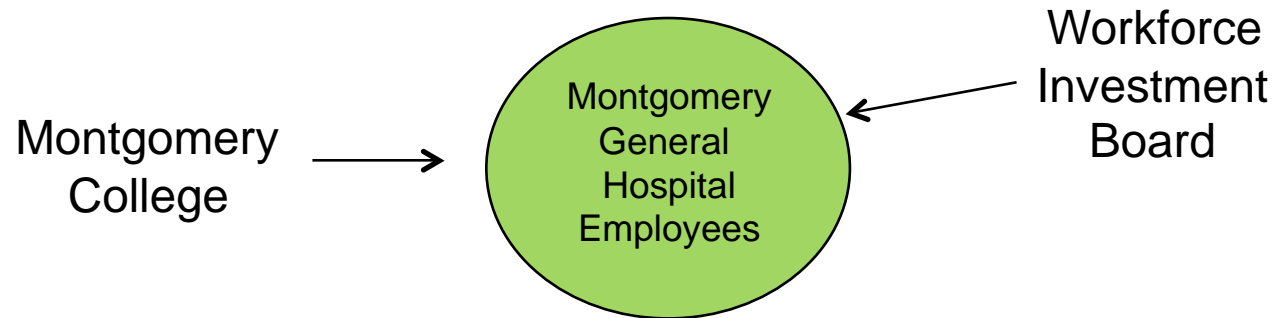 Montgomery
College
Montgomery
General
Hospital
Employees
Workforce
Investment
Board